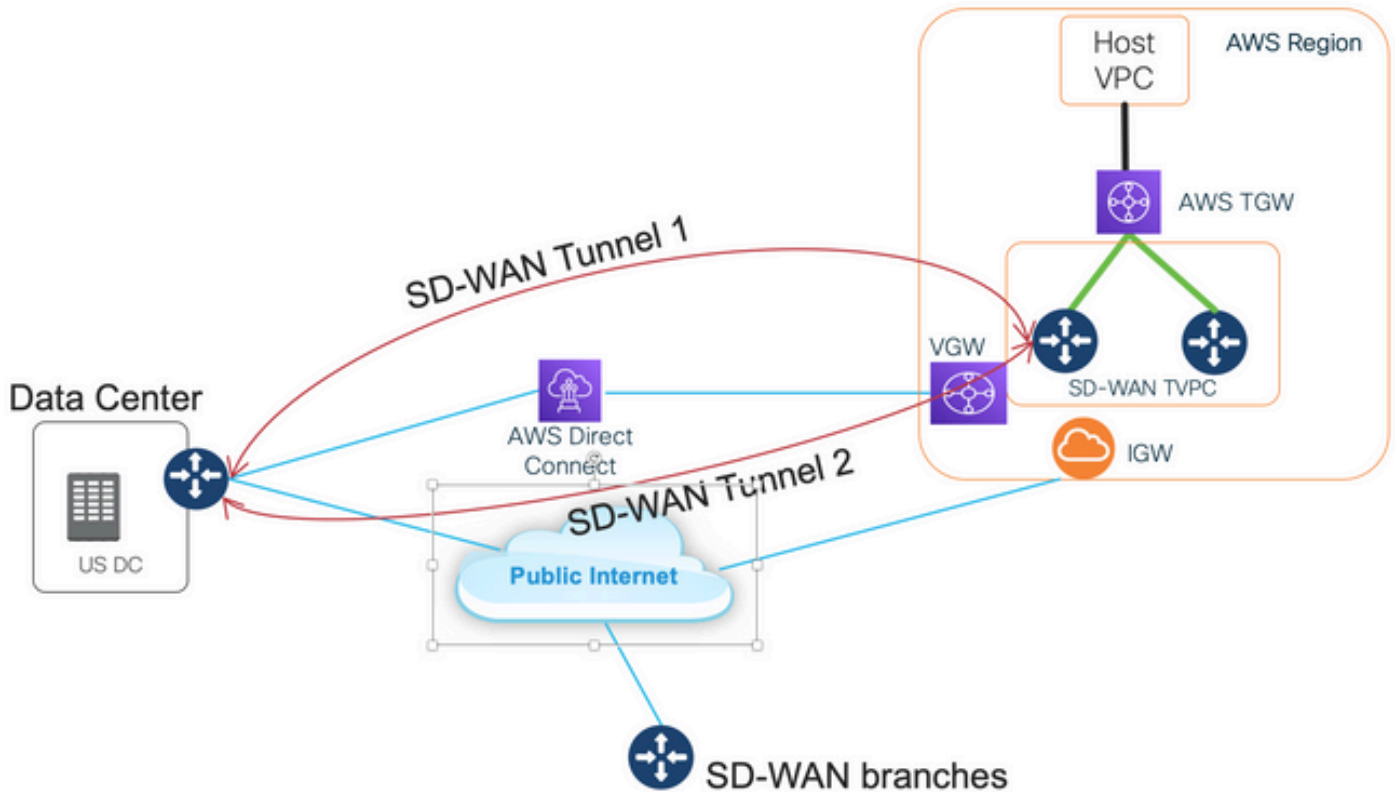 Host
VPC
AWS Region
AWS TGW
SD-WAN Tunnel 1
VGW
SD-WAN TVPC
Data Center
AWS Direct
Connect
IGW
SD-WAN Tunnel 2
US DC
Public Internet
SD-WAN branches